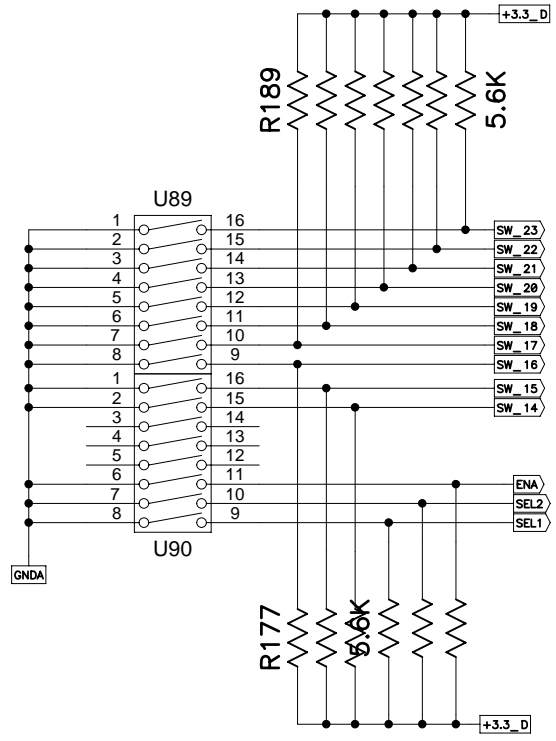 +3.3_D
R189
5.6K
U89
1 16 SW_23
2 15 SW_22
3 14 SW_21
4 13 SW_20
5 12 SW_19
6 11 SW_18
7 10 SW_17
8 9 SW_16
1 16 SW_15
2 15 SW_14
3 14
4 13
5 12
6 11 ENA
7 10 SEL2
8 9 SEL1
U90
GNDA
R177
5.6K
+3.3_D